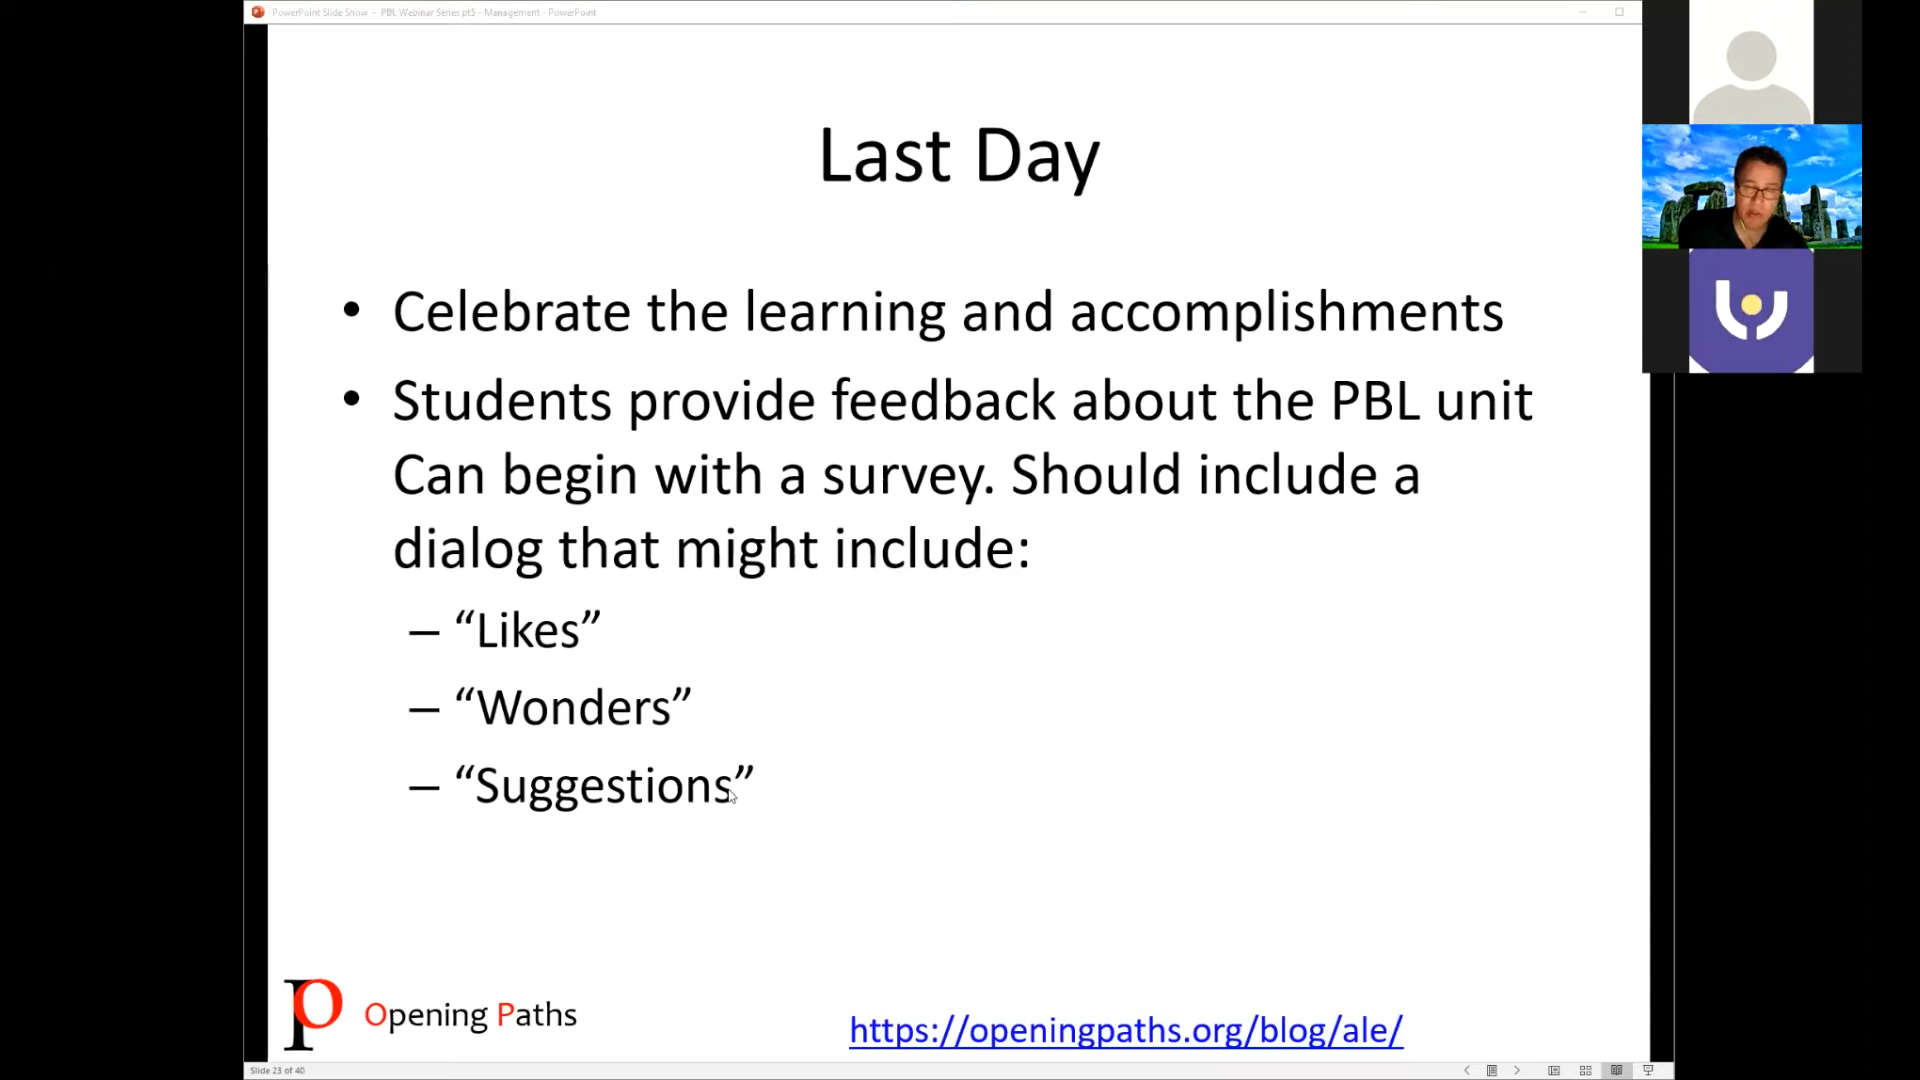 PowerPoint Slide Show - PBL Webinar Series pt5 - Management - PowerPoint
Last Day
• Celebrate the learning and accomplishments
• Students provide feedback about the PBL unit
Can begin with a survey. Should include a
dialog that might include:
– “Likes”
– “Wonders”
– “Suggestions”
Opening Paths
https://openingpaths.org/blog/ale/
Slide 23 of 40